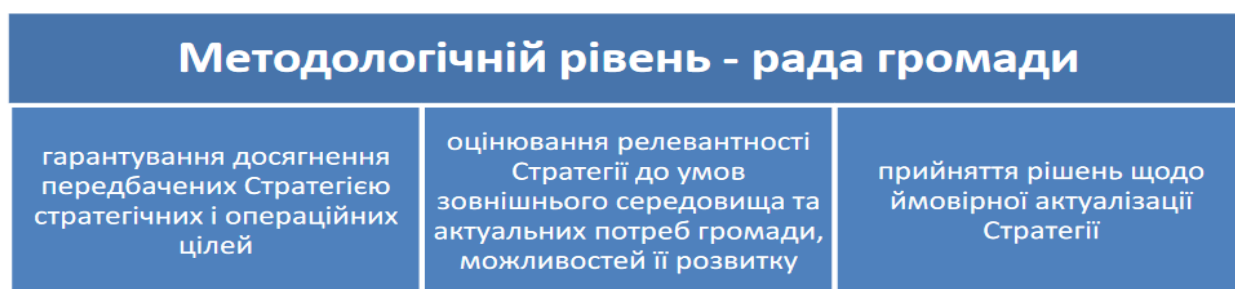 Методологічній рівень - рада громади
гарантування досягнення
передбачених Стратегією
стратегічних і операційних
цілей
оцінювання релевантності
Стратегії до умов
зовнішнього середовища та
актуальних потреб громади,
можливостей її розвитку
прийняття рішень щодо
ймовірної актуалізації
Стратегії